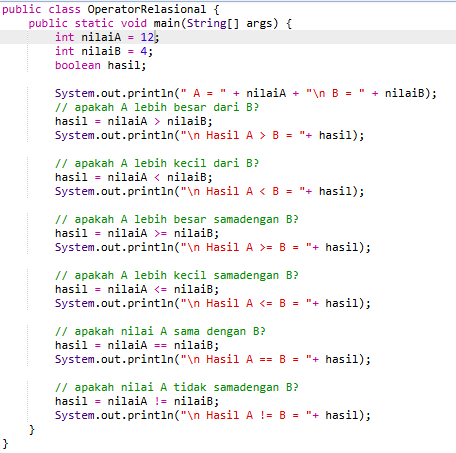 public class OperatorRelasional {
    public static void main(String[] args) {
        int nilaiA = 12;
        int nilaiB = 4;
        boolean hasil;

        System.out.println(" A = " + nilaiA + "\n B = " + nilaiB);
        // apakah A lebih besar dari B?
        hasil = nilaiA > nilaiB;
        System.out.println("\n Hasil A > B = "+ hasil);

        // apakah A lebih kecil dari B?
        hasil = nilaiA < nilaiB;
        System.out.println("\n Hasil A < B = "+ hasil);

        // apakah A lebih besar samadengan B?
        hasil = nilaiA >= nilaiB;
        System.out.println("\n Hasil A >= B = "+ hasil);

        // apakah A lebih kecil samadengan B?
        hasil = nilaiA <= nilaiB;
        System.out.println("\n Hasil A <= B = "+ hasil);

        // apakah nilai A sama dengan B?
        hasil = nilaiA == nilaiB;
        System.out.println("\n Hasil A == B = "+ hasil);

        // apakah nilai A tidak samadengan B?
        hasil = nilaiA != nilaiB;
        System.out.println("\n Hasil A != B = "+ hasil);
    }
}